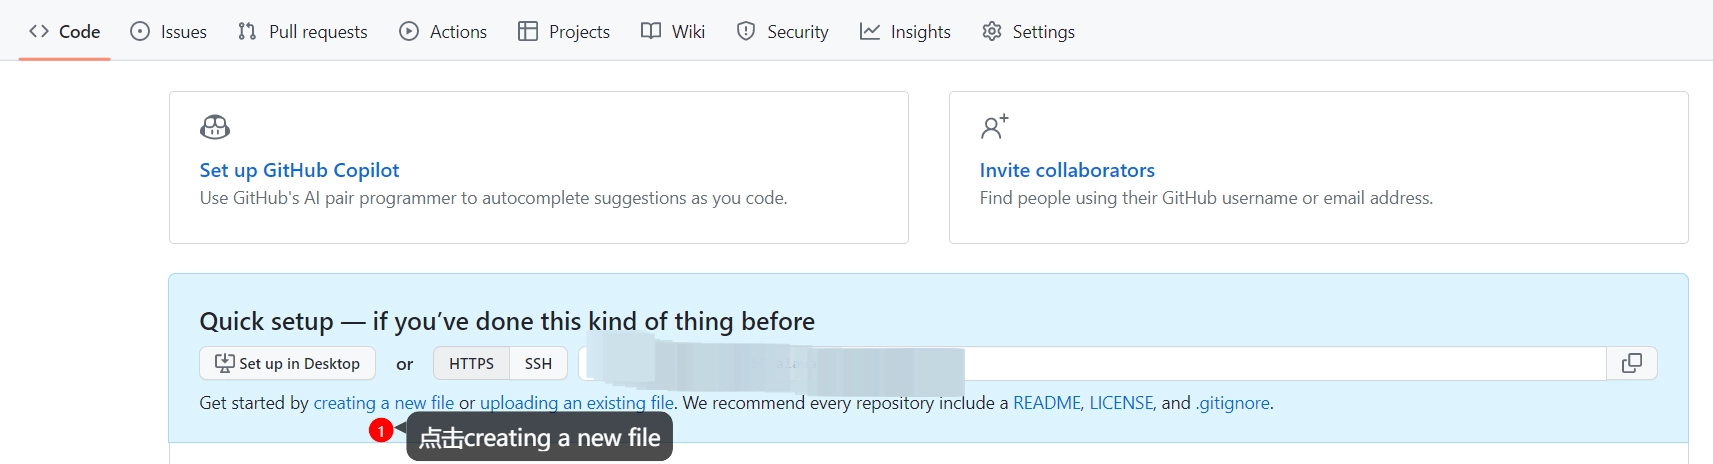 Code Issues Pull requests Actions Projects Wiki Security Insights Settings
Set up GitHub Copilot
Use GitHub's AI pair programmer to autocomplete suggestions as you code.
Invite collaborators
Find people using their GitHub username or email address.
Quick setup — if you've done this kind of thing before
Set up in Desktop or HTTPS SSH
Get started by creating a new file or uploading an existing file. We recommend every repository include a README, LICENSE, and .gitignore.
1 点击creating a new file